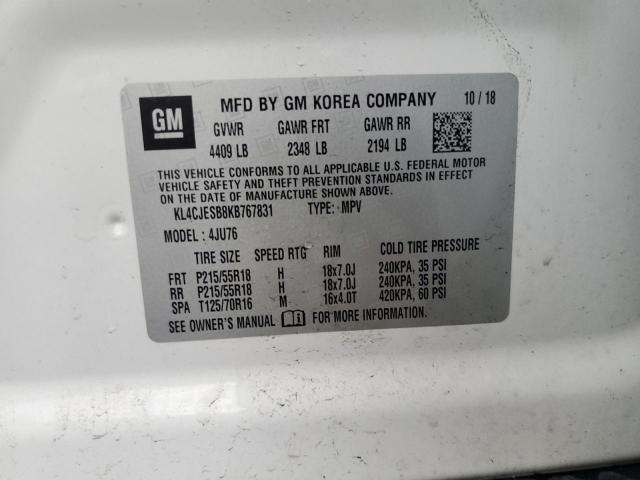 GM MFD BY GM KOREA COMPANY 10 / 18
GVWR GAWR FRT GAWR RR
4409 LB 2348 LB 2194 LB
THIS VEHICLE CONFORMS TO ALL APPLICABLE U.S. FEDERAL MOTOR
VEHICLE SAFETY AND THEFT PREVENTION STANDARDS IN EFFECT
ON THE DATE OF MANUFACTURE SHOWN ABOVE.
KL4CJESB8KB767831 TYPE: MPV
MODEL : 4JU76
TIRE SIZE SPEED RTG RIM COLD TIRE PRESSURE
FRT P215/55R18 H 18x7.0J 240KPA, 35 PSI
RR P215/55R18 H 18x7.0J 240KPA, 35 PSI
SPA T125/70R16 M 16x4.0T 420KPA, 60 PSI
SEE OWNER'S MANUAL FOR MORE INFORMATION.